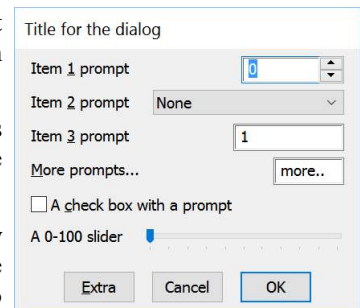 Title for the dialog
Item 1 prompt 0
Item 2 prompt None
Item 3 prompt 1
More prompts... more..
A check box with a prompt
A 0-100 slider
Extra Cancel OK